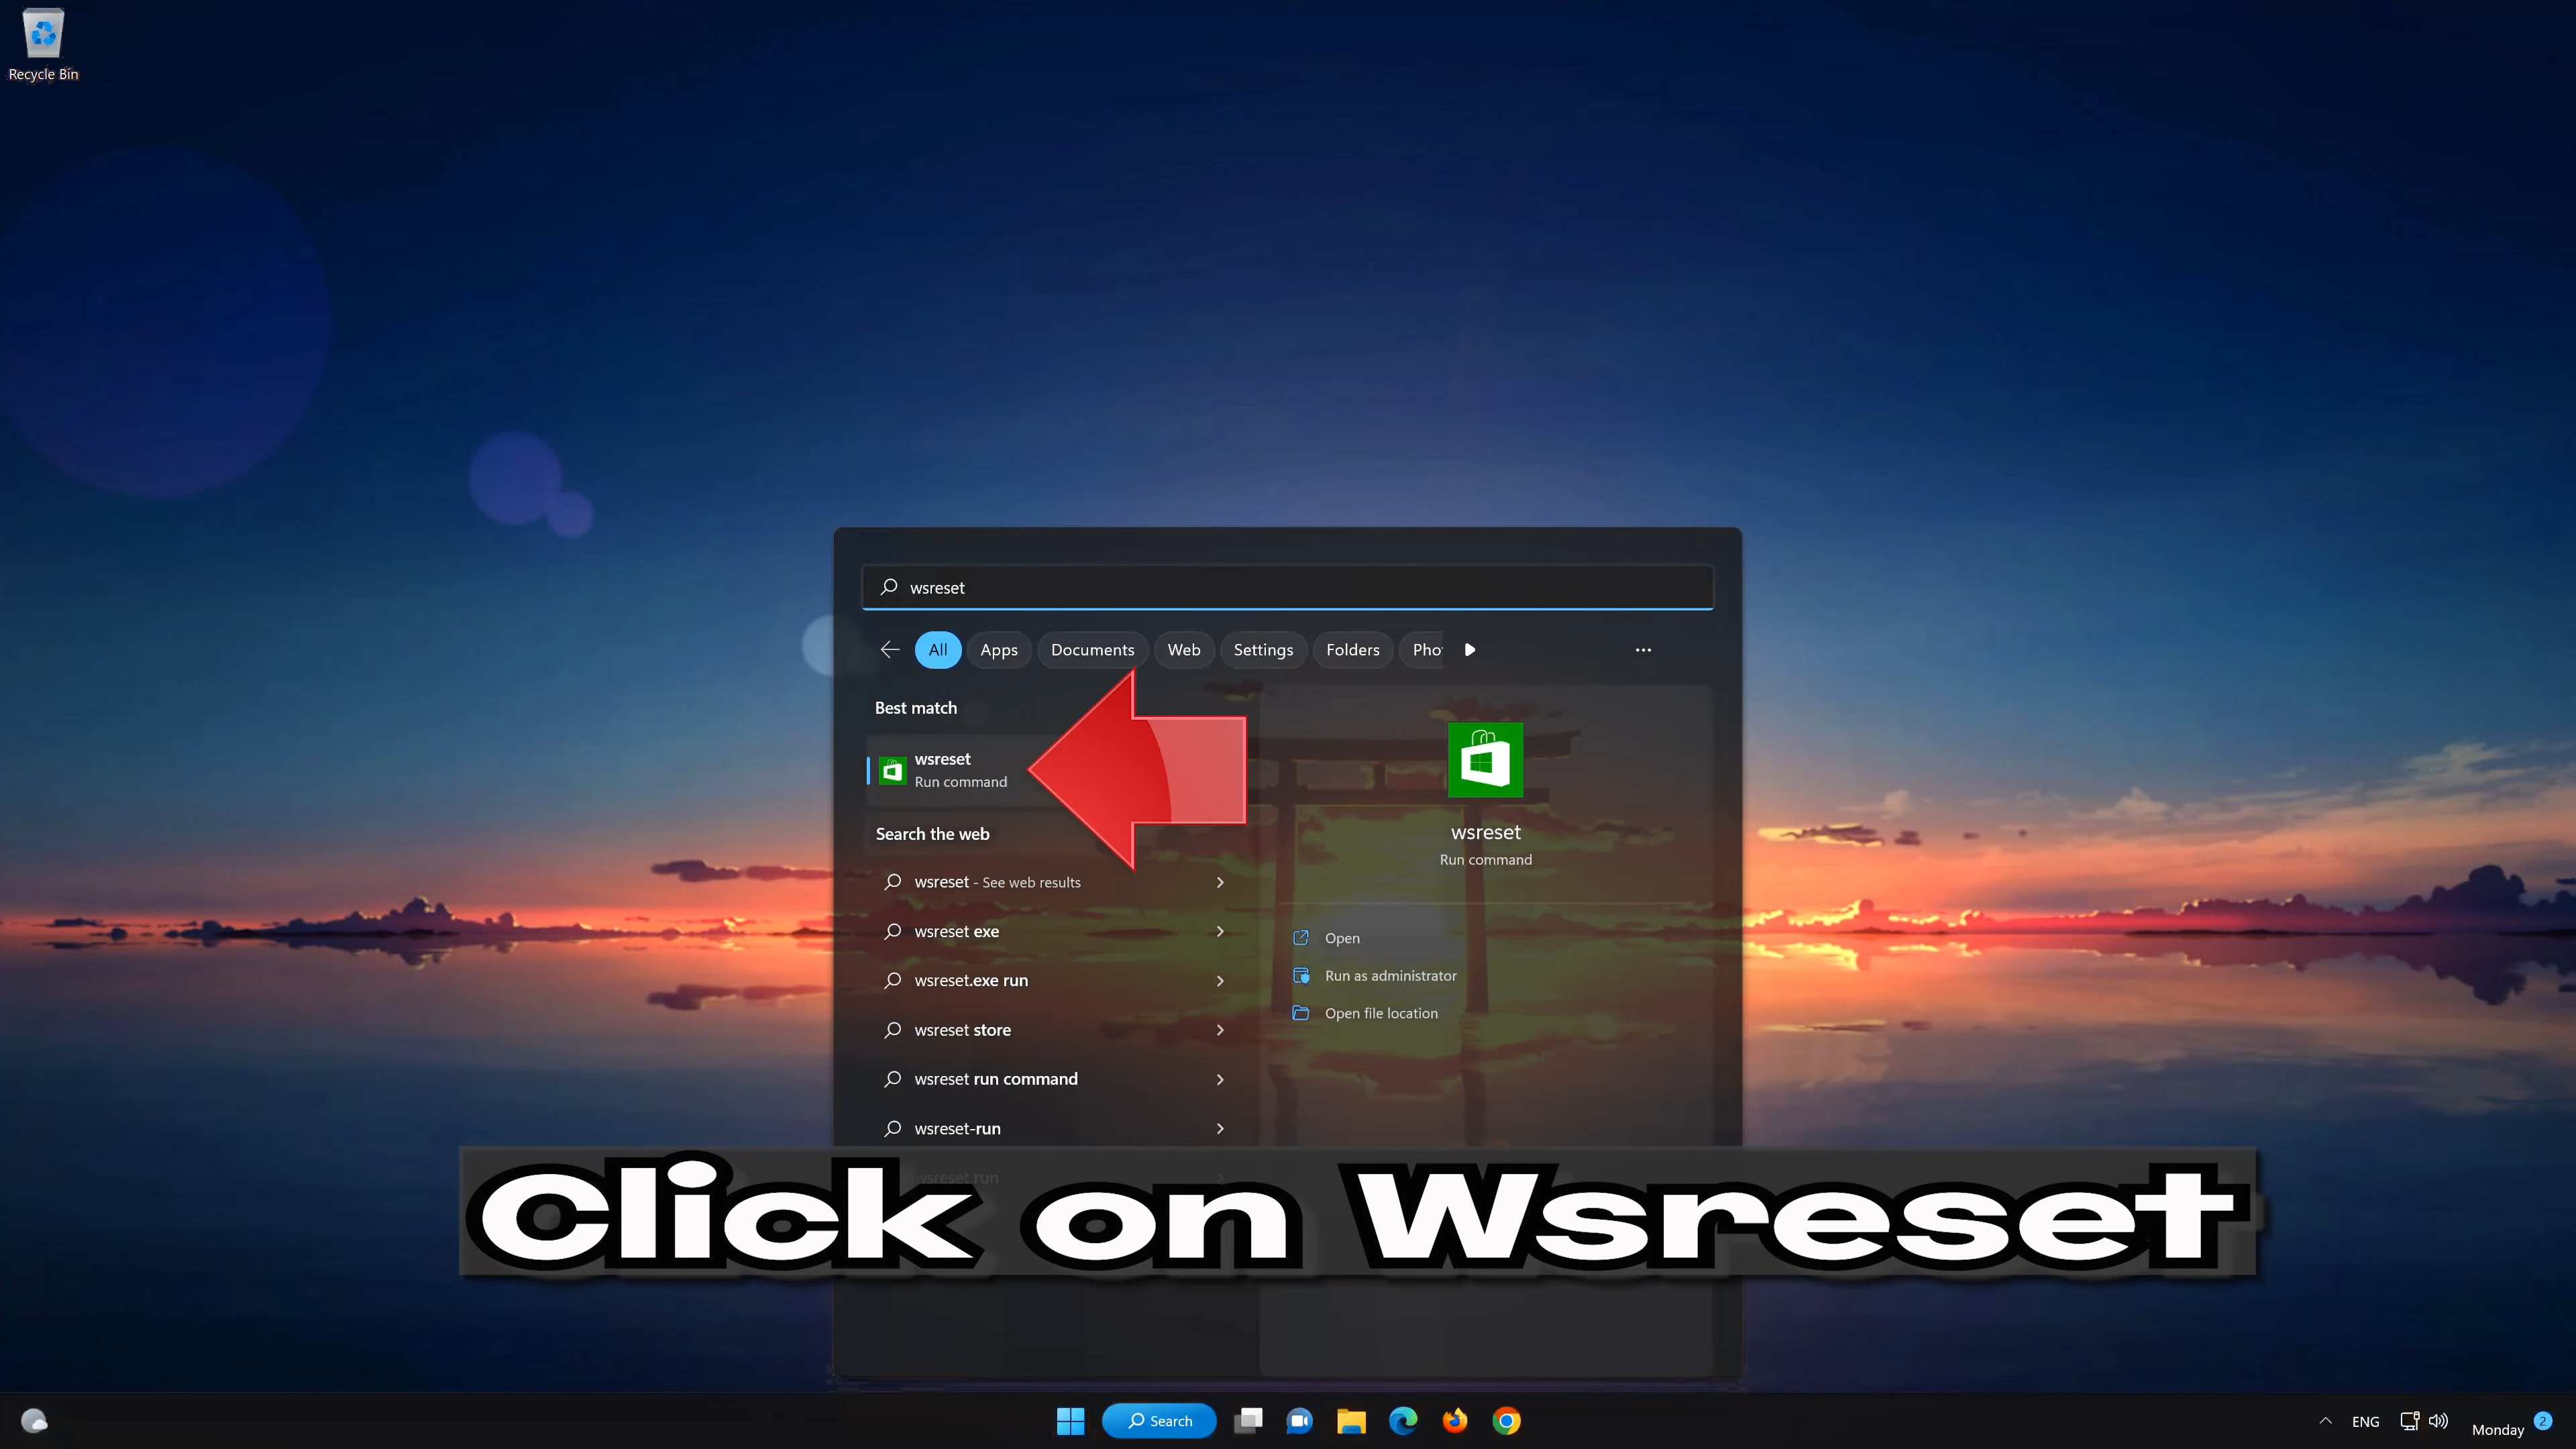 Recycle Bin
wsreset
All Apps Documents Web Settings Folders Pho
Best match
wsreset
Run command
Search the web
wsreset - See web results
wsreset exe
wsreset.exe run
wsreset store
wsreset run command
wsreset-run
wsreset run
wsreset
Run command
Open
Run as administrator
Open file location
Click on Wsreset
Search
ENG
Monday 2